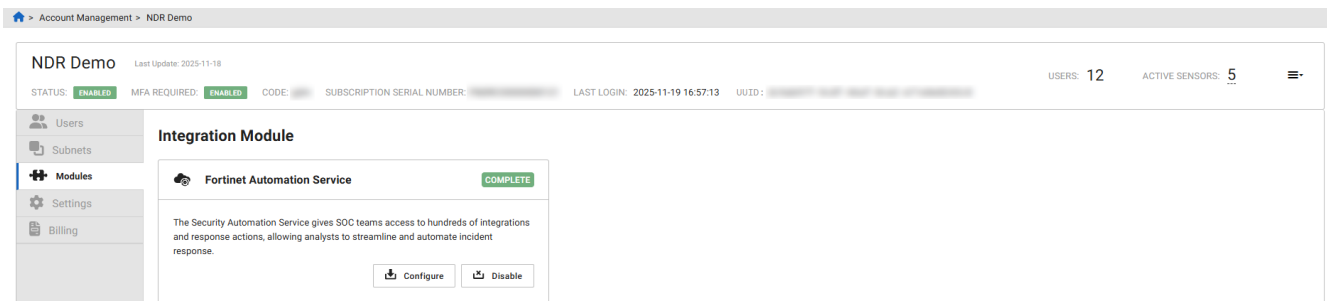 > Account Management > NDR Demo
NDR Demo Last Update: 2025-11-18
USERS: 12 ACTIVE SENSORS: 5
STATUS: ENABLED MFA REQUIRED: ENABLED CODE: SUBSCRIPTION SERIAL NUMBER: LAST LOGIN: 2025-11-19 16:57:13 UUID:
Users
Subnets
Modules
Settings
Billing
Integration Module
Fortinet Automation Service COMPLETE
The Security Automation Service gives SOC teams access to hundreds of integrations
and response actions, allowing analysts to streamline and automate incident
response.
Configure Disable